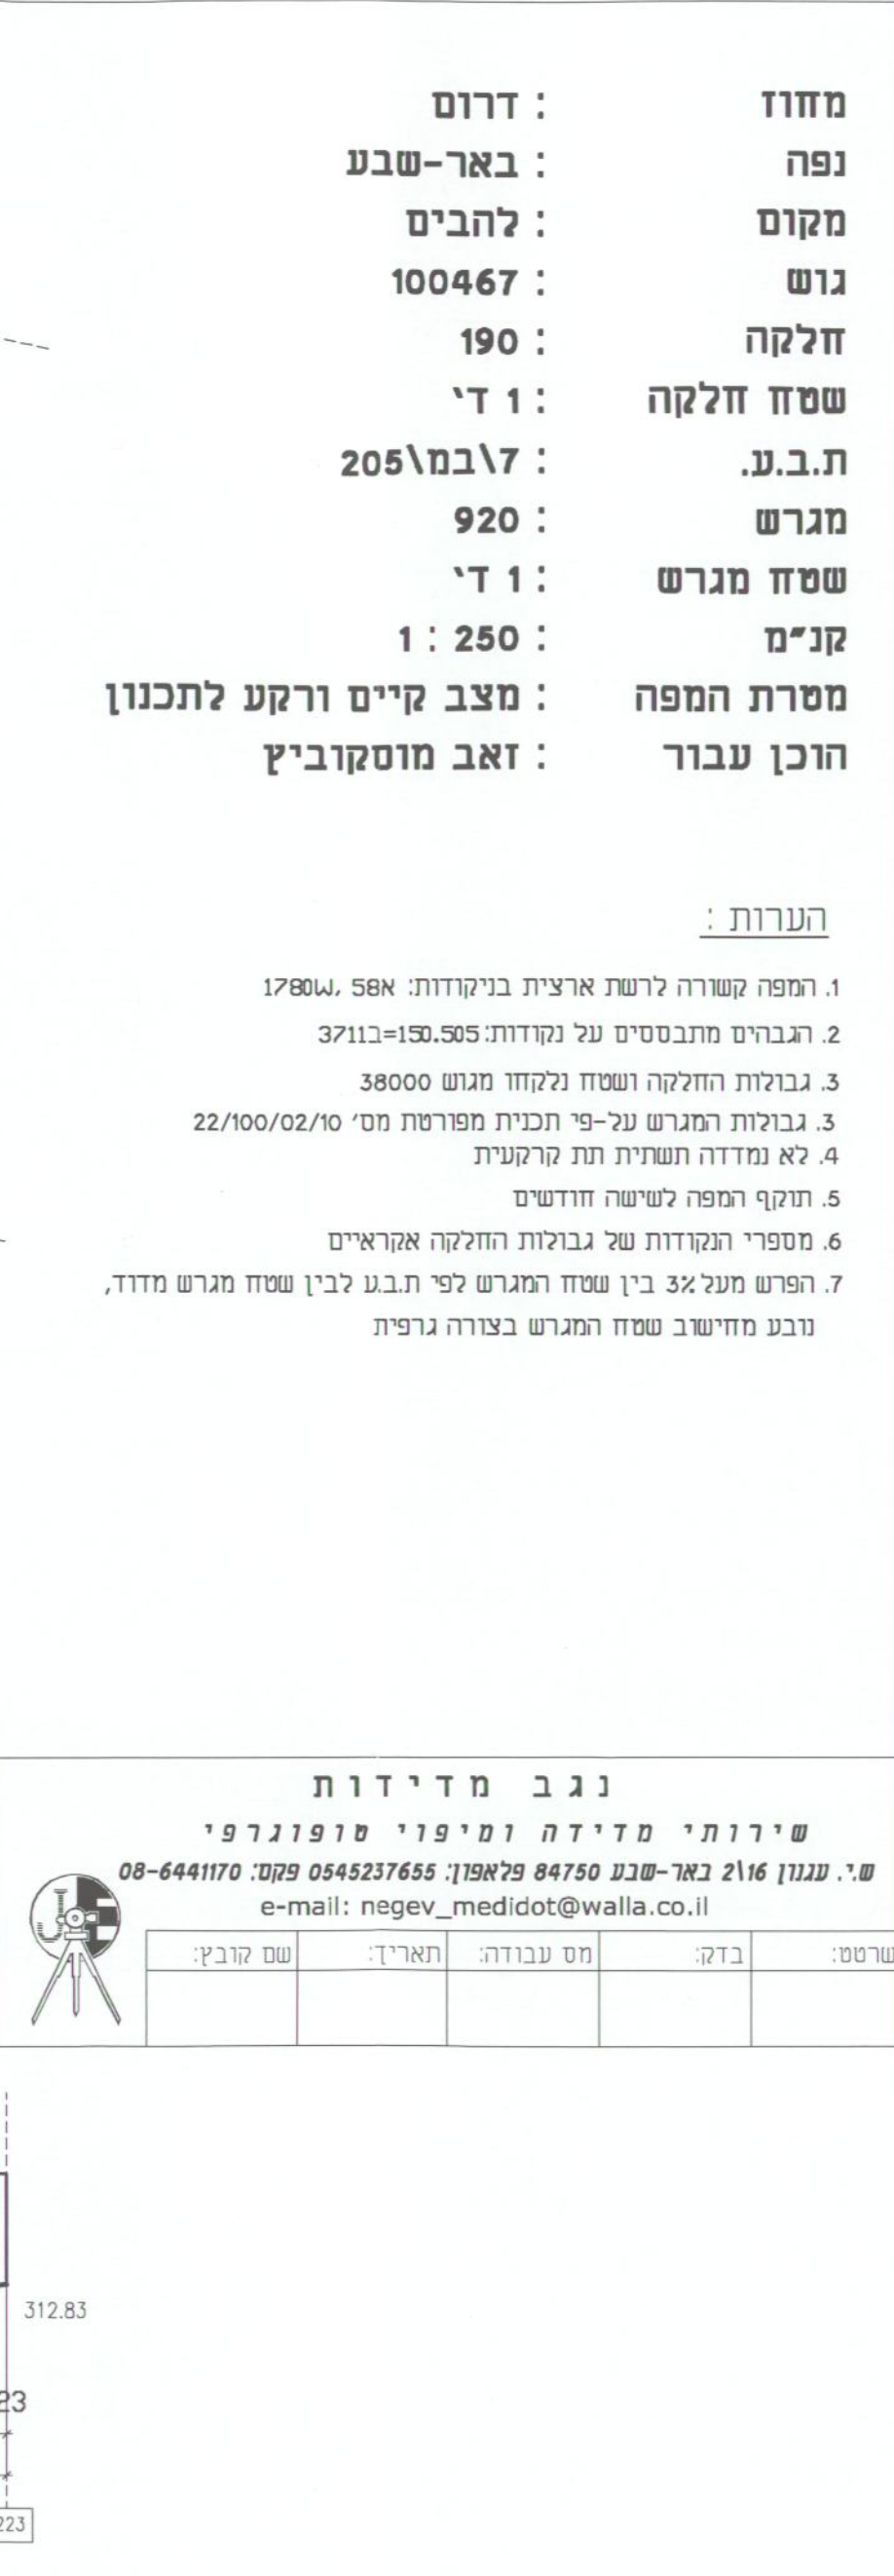 מחוז : דרום
נפה : באר-שבע
מקום : להבים
גוש : 100467
חלקה : 190
שטח חלקה : 1 ד'
ת.ב.ע. : 7\במ\205
מגרש : 920
שטח מגרש : 1 ד'
קנ"מ : 250 : 1
מטרת המפה : מצב קיים ורקע לתכנון
הוכן עבור : זאב מוסקוביץ
הערות :
1. המפה קשורה לרשת ארצית בניקודות: 58א, 1780W
2. הגבהים מתבססים על נקודות: 150.505=ב3711
3. גבולות החלקה ושטח נלקחו מגוש 38000
3. גבולות המגרש על-פי תכנית מפורטת מס' 22/100/02/10
4. לא נמדדה תשתית תת קרקעית
5. תוקף המפה לשישה חודשים
6. מספרי הנקודות של גבולות החלקה אקראיים
7. הפרש מעל 3% בין שטח המגרש לפי ת.ב.ע לבין שטח מגרש מדוד,
נובע מחישוב שטח המגרש בצורה גרפית
נגב מדידות
שירותי מדידה ומיפוי טופוגרפי
ש.י. עגנון 16\2 באר-שבע 84750 פלאפון: 0545237655 פקס: 08-6441170
e-mail: negev_medidot@walla.co.il
שרטט: בדק: מס עבודה: תאריך: שם קובץ:
312.83
23
223